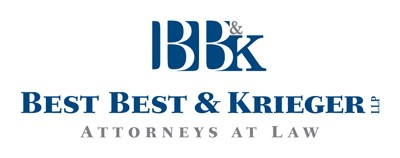 BB&K
BEST BEST & KRIEGER LLP
ATTORNEYS AT LAW